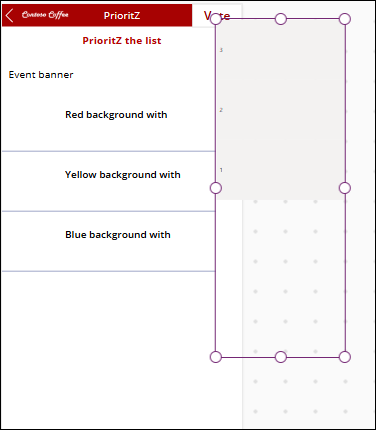 Contoso Coffee PrioritZ Vote
PrioritZ the list
3
Event banner
Red background with
2
Yellow background with
1
Blue background with